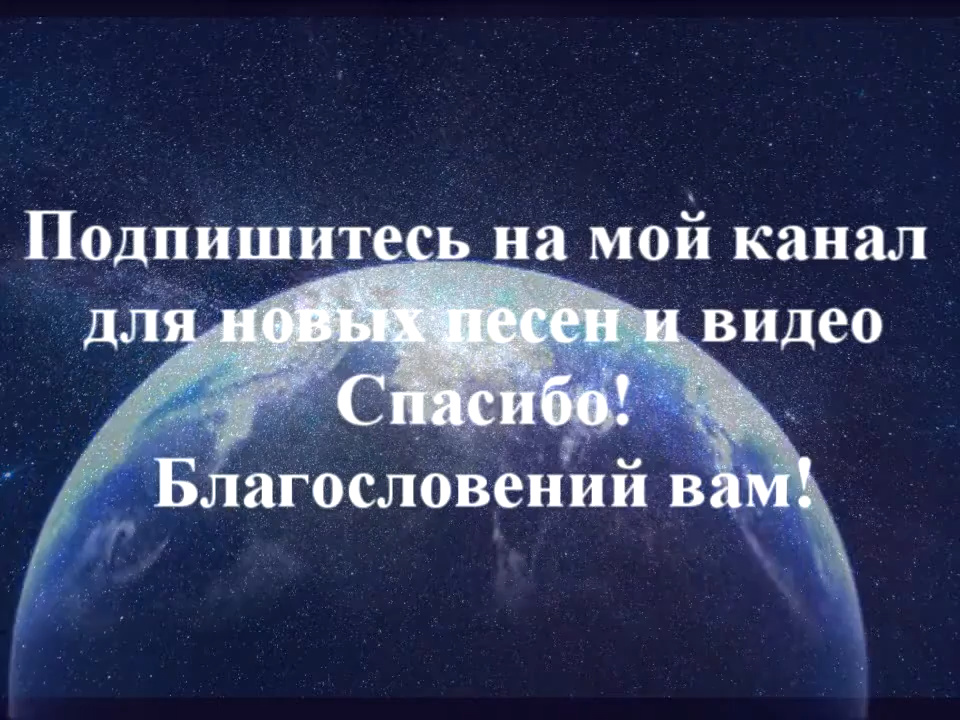 Подпишитесь на мой канал
для новых песен и видео
Спасибо!
Благословений вам!